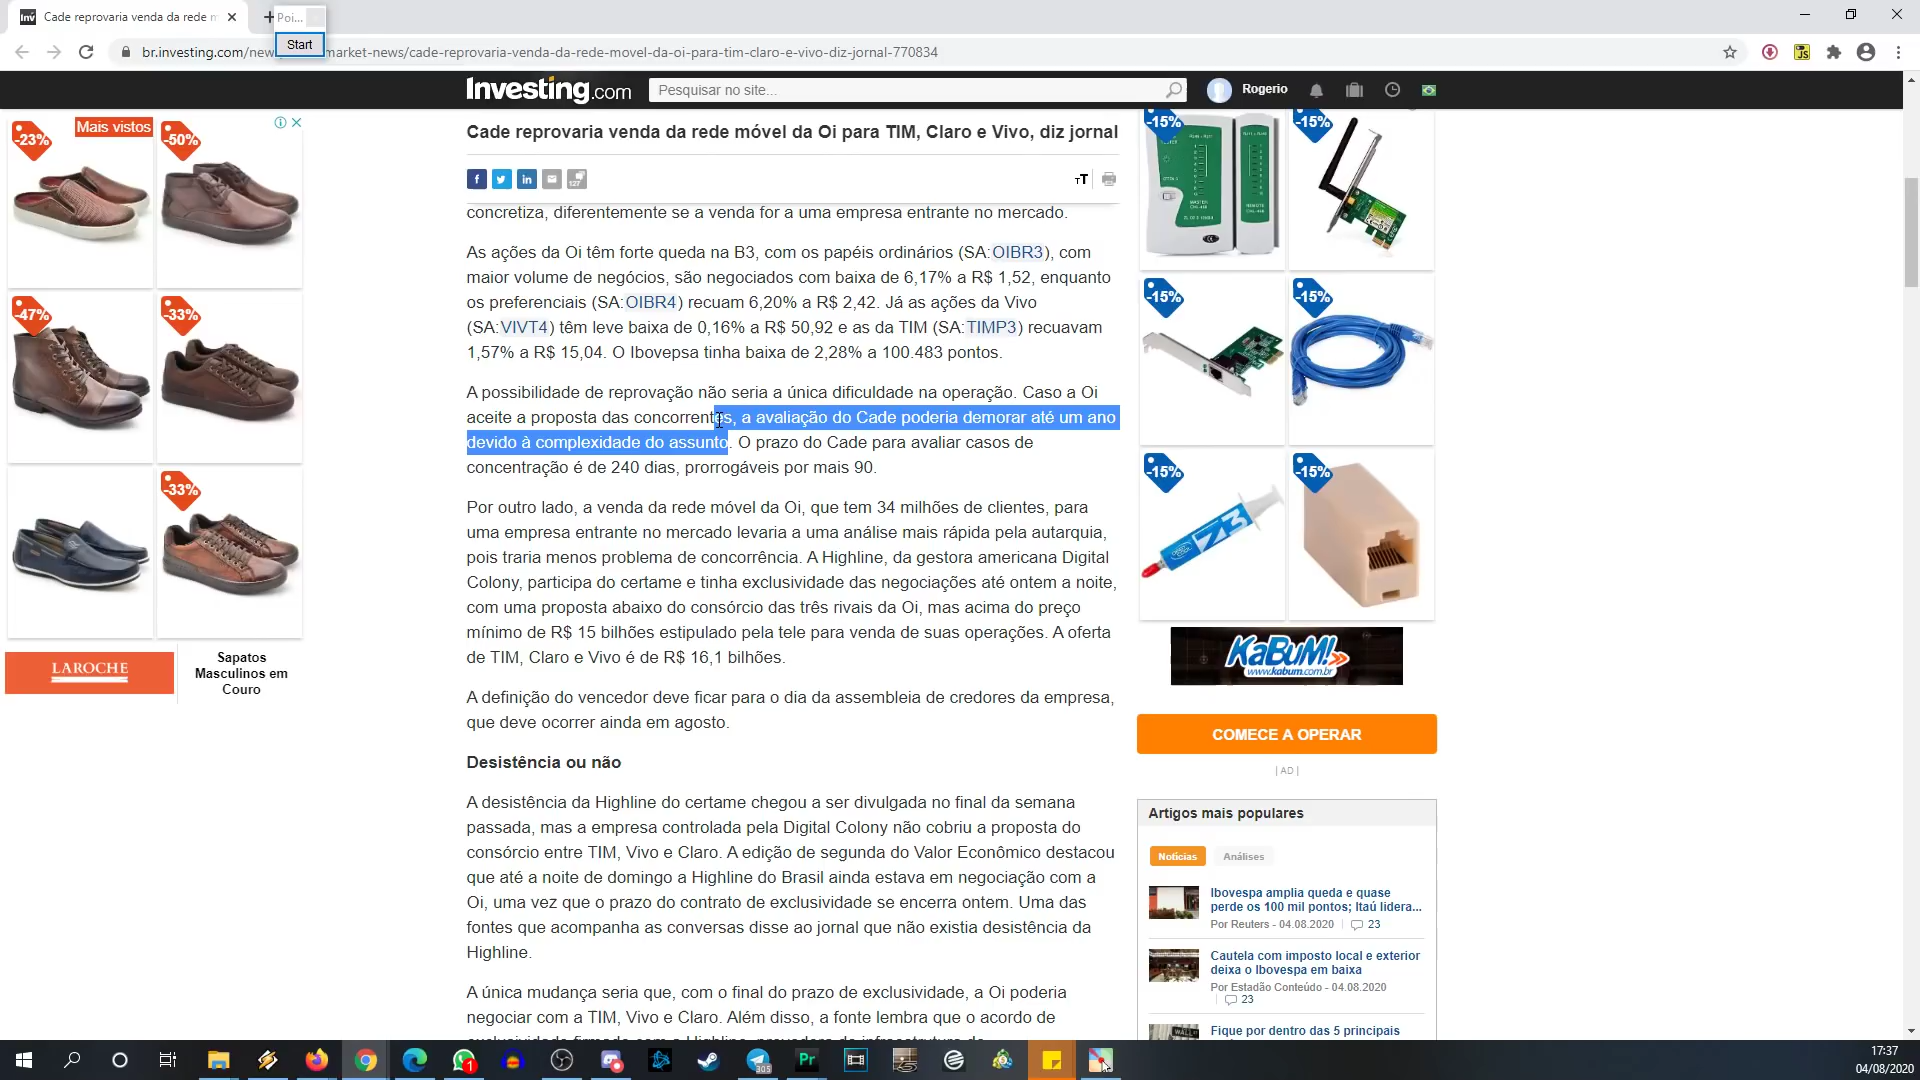 Cade reprovaria venda da rede m
Poi...
Start
br.investing.com/new
market-news/cade-reprovaria-venda-da-rede-movel-da-oi-para-tim-claro-e-vivo-diz-jornal-770834
Investing.com
Pesquisar no site...
Rogerio
Mais vistos
-23%
-50%
-47%
-33%
-33%
LAROCHE
Sapatos
Masculinos em
Couro
Cade reprovaria venda da rede móvel da Oi para TIM, Claro e Vivo, diz jornal
127
concretiza, diferentemente se a venda for a uma empresa entrante no mercado.
As ações da Oi têm forte queda na B3, com os papéis ordinários (SA:OIBR3), com
maior volume de negócios, são negociados com baixa de 6,17% a R$ 1,52, enquanto
os preferenciais (SA:OIBR4) recuam 6,20% a R$ 2,42. Já as ações da Vivo
(SA:VIVT4) têm leve baixa de 0,16% a R$ 50,92 e as da TIM (SA:TIMP3) recuavam
1,57% a R$ 15,04. O Ibovepsa tinha baixa de 2,28% a 100.483 pontos.
A possibilidade de reprovação não seria a única dificuldade na operação. Caso a Oi
aceite a proposta das concorrentes, a avaliação do Cade poderia demorar até um ano
devido à complexidade do assunto. O prazo do Cade para avaliar casos de
concentração é de 240 dias, prorrogáveis por mais 90.
Por outro lado, a venda da rede móvel da Oi, que tem 34 milhões de clientes, para
uma empresa entrante no mercado levaria a uma análise mais rápida pela autarquia,
pois traria menos problema de concorrência. A Highline, da gestora americana Digital
Colony, participa do certame e tinha exclusividade das negociações até ontem a noite,
com uma proposta abaixo do consórcio das três rivais da Oi, mas acima do preço
mínimo de R$ 15 bilhões estipulado pela tele para venda de suas operações. A oferta
de TIM, Claro e Vivo é de R$ 16,1 bilhões.
A definição do vencedor deve ficar para o dia da assembleia de credores da empresa,
que deve ocorrer ainda em agosto.
Desistência ou não
A desistência da Highline do certame chegou a ser divulgada no final da semana
passada, mas a empresa controlada pela Digital Colony não cobriu a proposta do
consórcio entre TIM, Vivo e Claro. A edição de segunda do Valor Econômico destacou
que até a noite de domingo a Highline do Brasil ainda estava em negociação com a
Oi, uma vez que o prazo do contrato de exclusividade se encerra ontem. Uma das
fontes que acompanha as conversas disse ao jornal que não existia desistência da
Highline.
A única mudança seria que, com o final do prazo de exclusividade, a Oi poderia
negociar com a TIM, Vivo e Claro. Além disso, a fonte lembra que o acordo de
-15%
-15%
-15%
-15%
-15%
-15%
KaBuM!
www.kabum.com.br
COMECE A OPERAR
| AD |
Artigos mais populares
Notícias
Análises
Ibovespa amplia queda e quase
perde os 100 mil pontos; Itaú lidera...
Por Reuters - 04.08.2020
23
Cautela com imposto local e exterior
deixa o Ibovespa em baixa
Por Estadão Conteúdo - 04.08.2020
23
Fique por dentro das 5 principais
17:37
04/08/2020